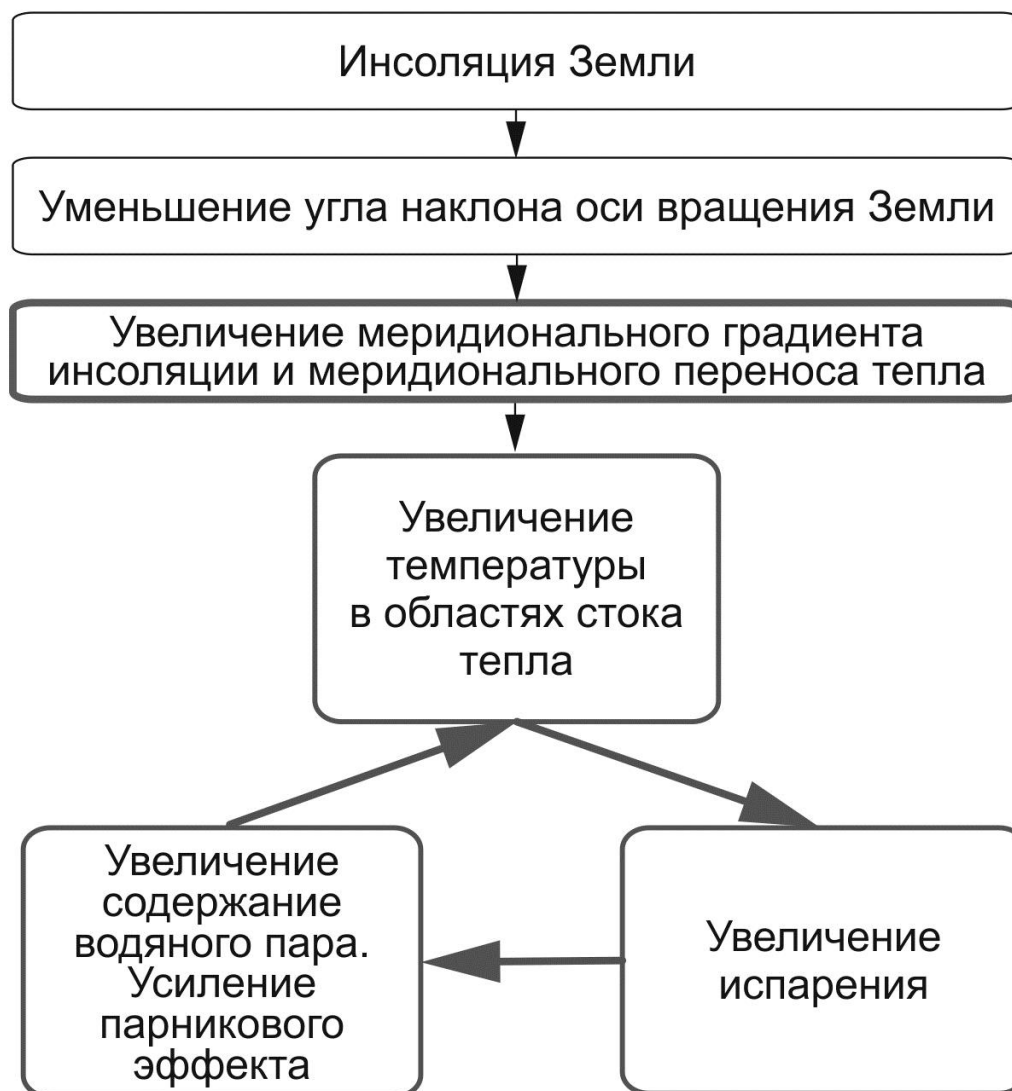 Инсоляция Земли
Уменьшение угла наклона оси вращения Земли
Увеличение меридионального градиента
инсоляции и меридионального переноса тепла
Увеличение
температуры
в областях стока
тепла
Увеличение
содержание
водяного пара.
Усиление
парникового
эффекта
Увеличение
испарения